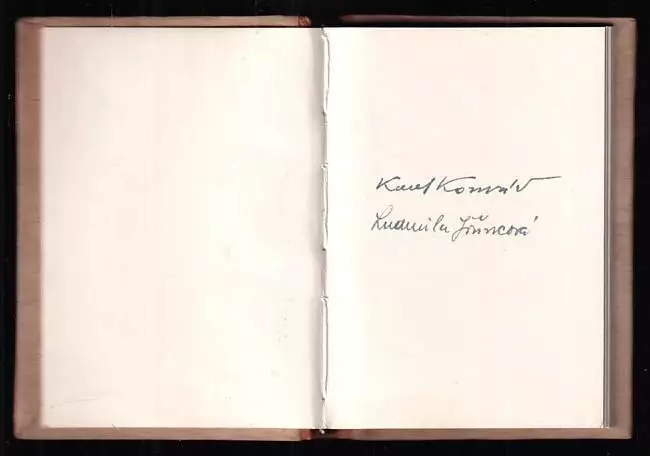 Karel Konrád
Ludmila Jiřincová